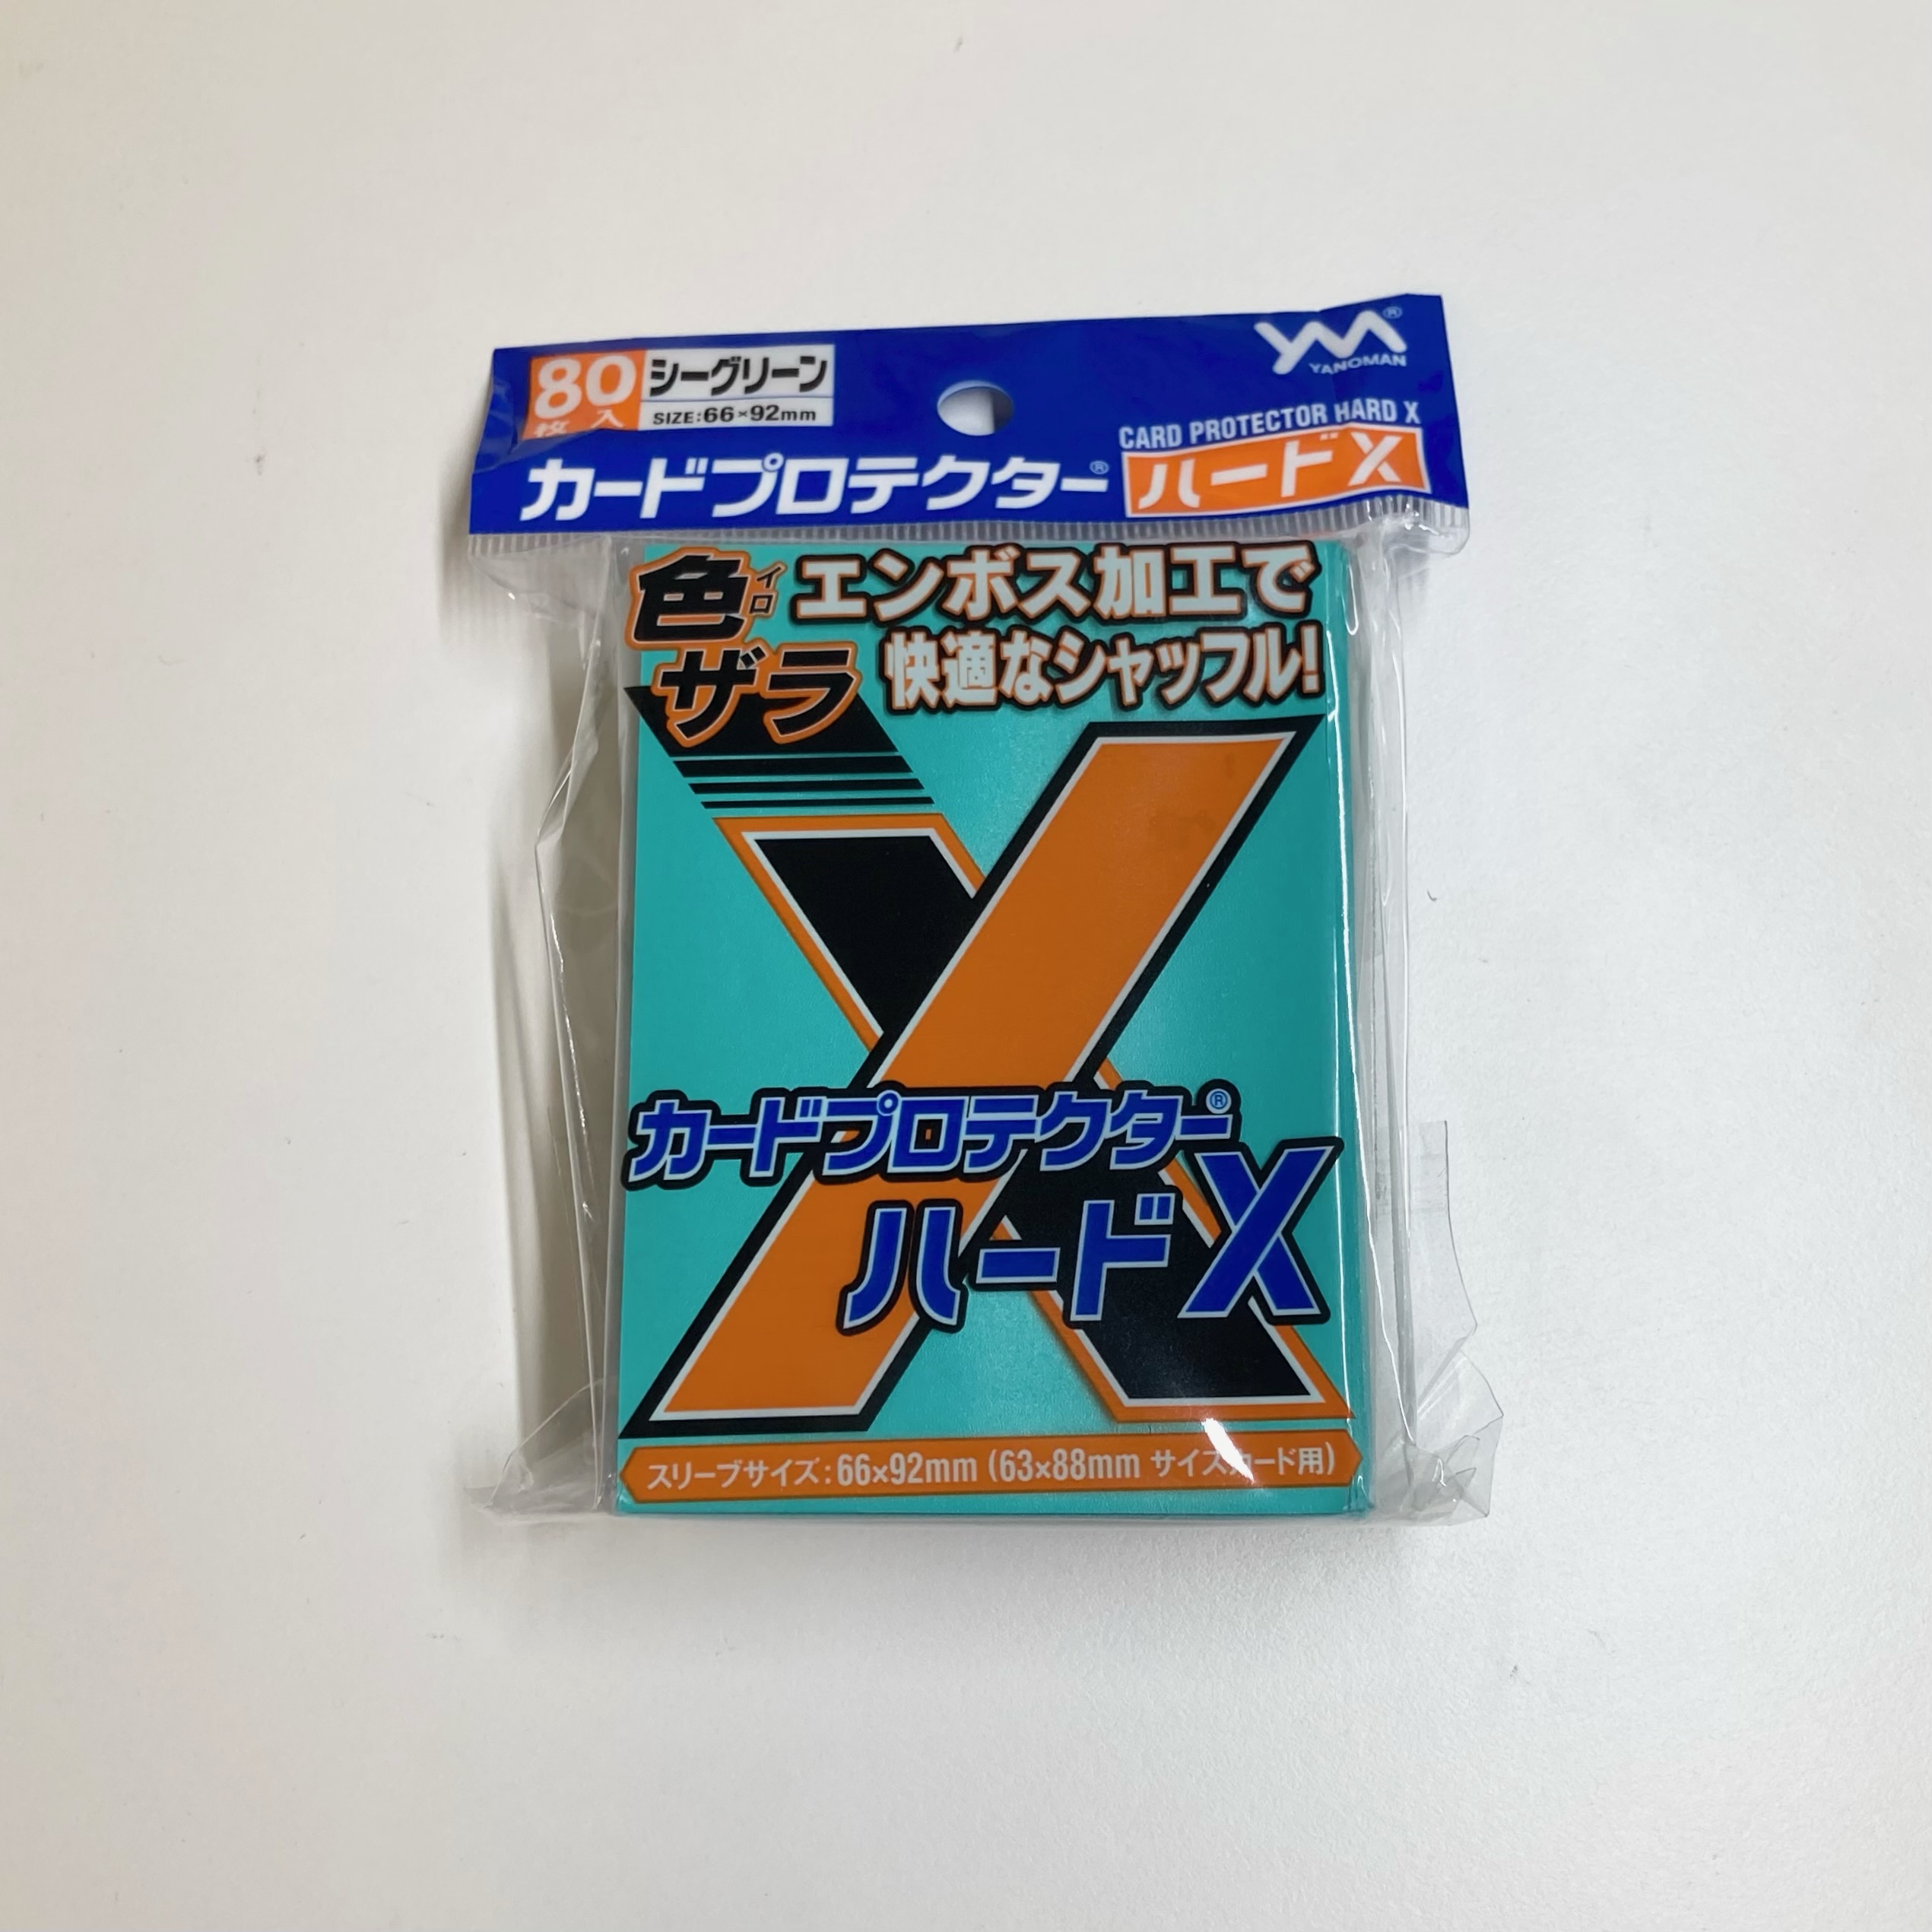 80枚入
シーグリーン
SIZE:66×92mm
YM®
YANOMAN
CARD PROTECTOR HARD X
カードプロテクター® ハードX
色イロ
ザラ
エンボス加工で
快適なシャッフル!
カードプロテクター®
ハードX
スリーブサイズ:66×92mm(63×88mm サイズカード用)